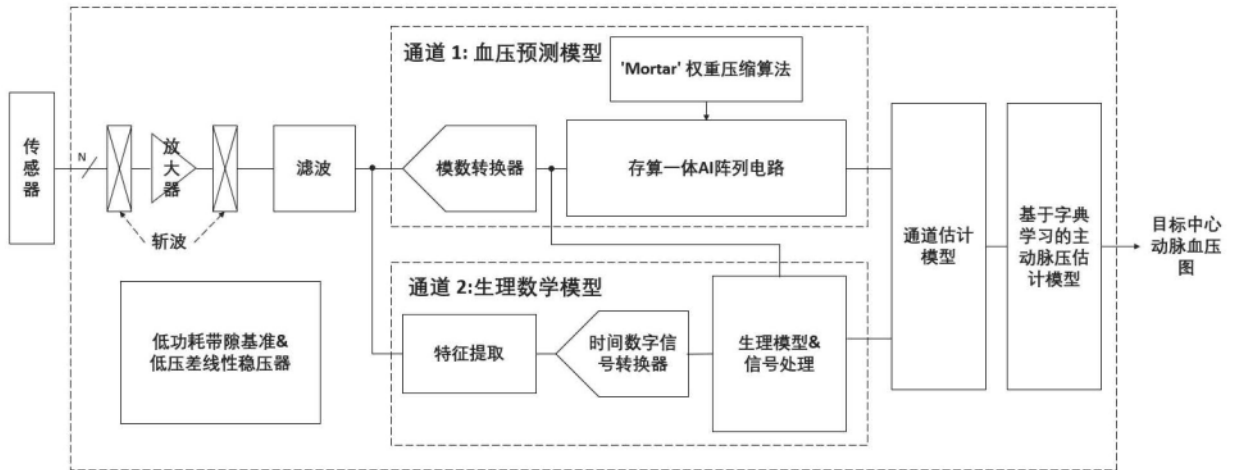 传
感
器
N
放
大
器
斩波
滤波
低功耗带隙基准&
低压差线性稳压器
通道 1: 血压预测模型
'Mortar' 权重压缩算法
模数转换器
存算一体AI阵列电路
通道 2:生理数学模型
特征提取
时间数字信
号转换器
生理模型&
信号处理
通道估计
模型
基于字典
学习的主
动脉压估
计模型
目标中心
动脉血压
图